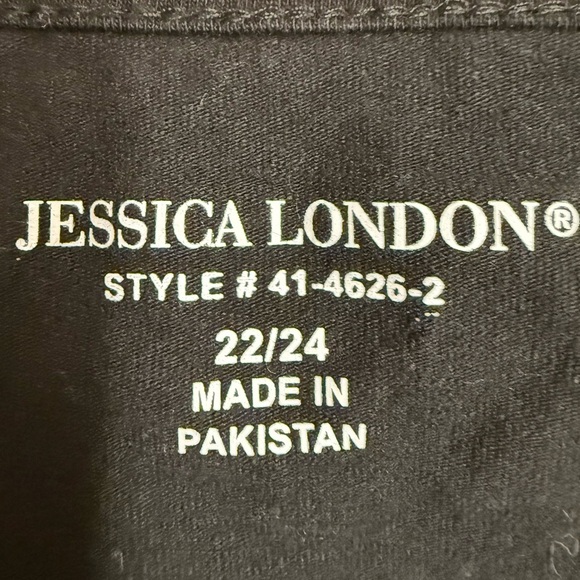 JESSICA LONDON®
STYLE # 41-4626-2
22/24
MADE IN
PAKISTAN